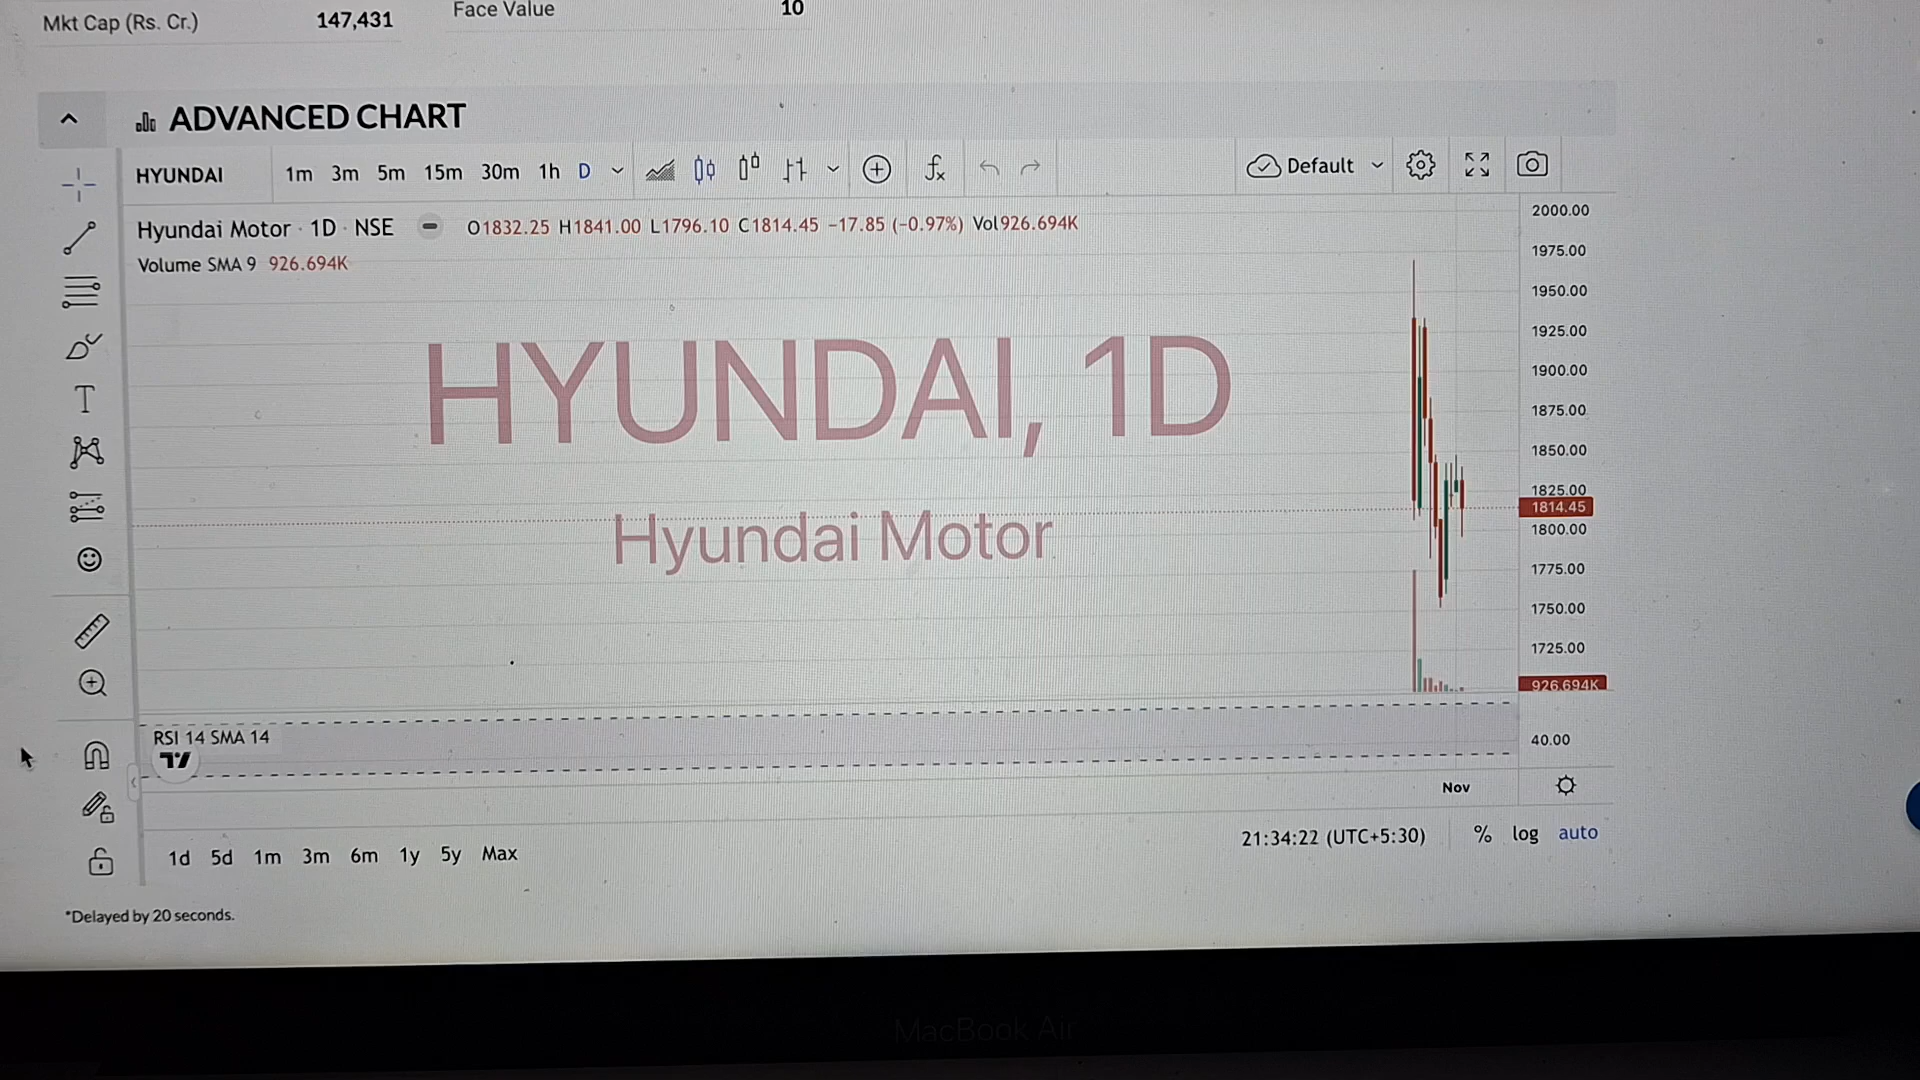 Mkt Cap (Rs. Cr.) 147,431 Face Value 10
ADVANCED CHART
HYUNDAI 1m 3m 5m 15m 30m 1h D fx Default
Hyundai Motor · 1D · NSE O1832.25 H1841.00 L1796.10 C1814.45 −17.85 (−0.97%) Vol926.694K
Volume SMA 9 926.694K
2000.00
1975.00
1950.00
1925.00
1900.00
1875.00
1850.00
1825.00
1814.45
1800.00
1775.00
1750.00
1725.00
926.694K
HYUNDAI, 1D
Hyundai Motor
RSI 14 SMA 14
40.00
Nov
21:34:22 (UTC+5:30) % log auto
1d 5d 1m 3m 6m 1y 5y Max
*Delayed by 20 seconds.
MacBook Air